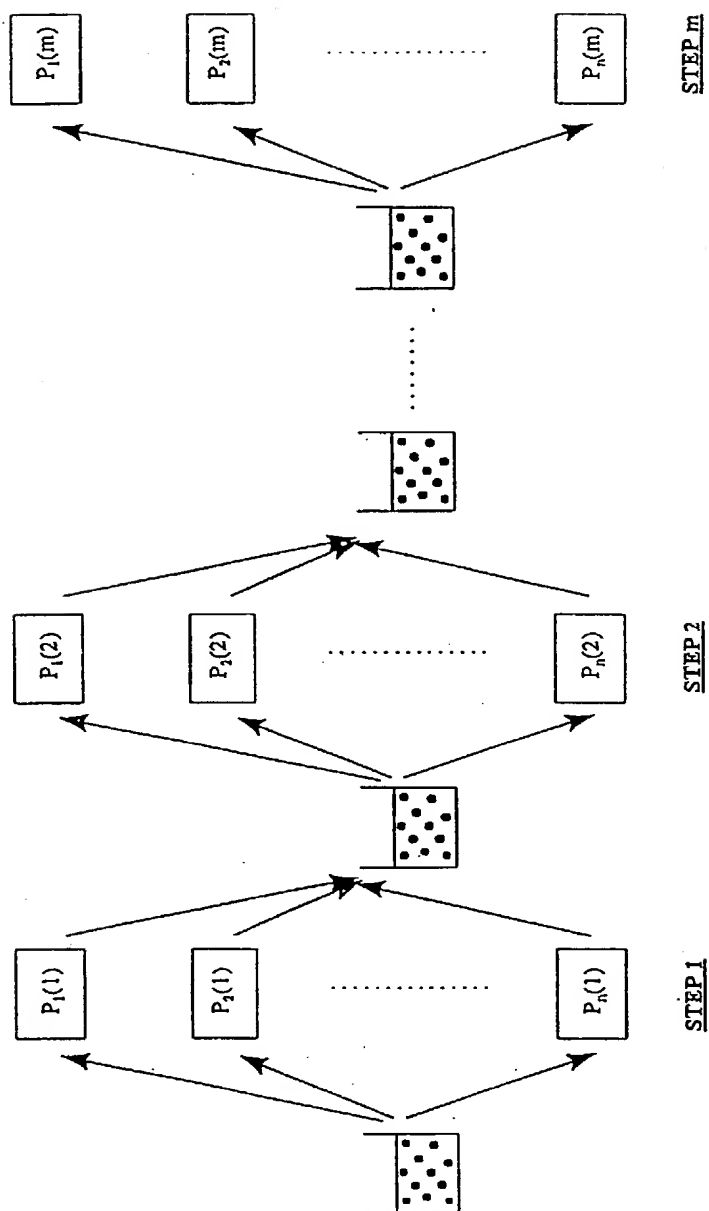 P₁(1)
P₂(1)
Pₙ(1)
STEP 1
P₁(2)
P₂(2)
Pₙ(2)
STEP 2
P₁(m)
P₂(m)
Pₙ(m)
STEP m